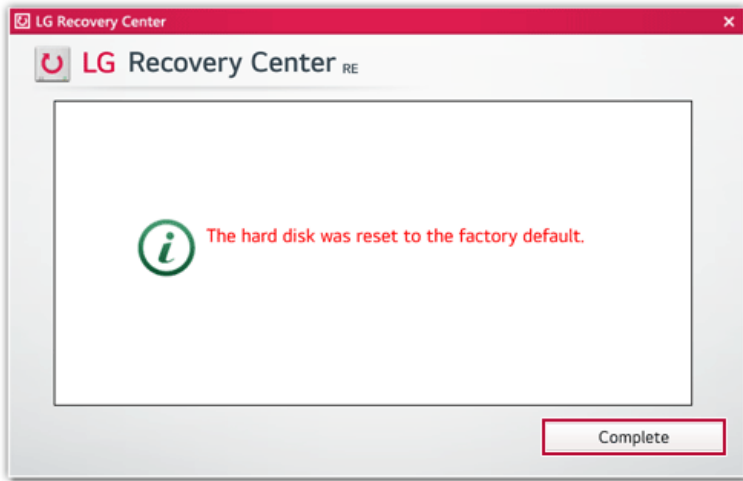 LG Recovery Center
LG Recovery Center RE
The hard disk was reset to the factory default.
Complete